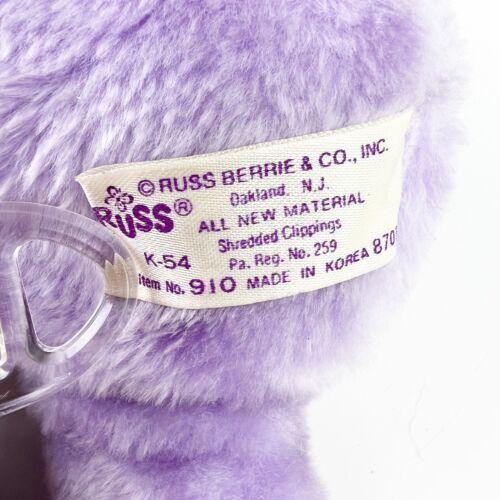 © RUSS BERRIE & CO., INC.
Oakland, N.J.
RUSS®
ALL NEW MATERIAL
Shredded Clippings
K-54
Pa. Reg. No. 259
Item No. 910 MADE IN KOREA